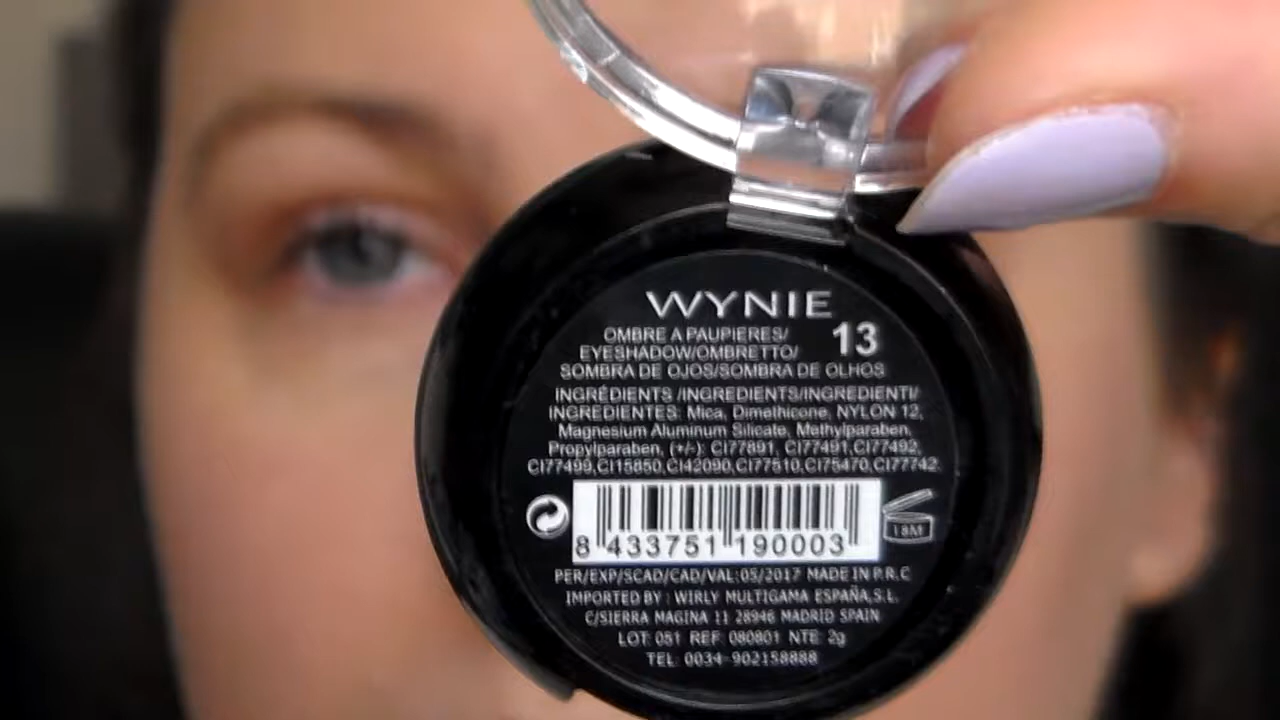 WYNIE
OMBRE A PAUPIERES/ 13
EYESHADOW/OMBRETTO/
SOMBRA DE OJOS/SOMBRA DE OLHOS
INGRÉDIENTS /INGREDIENTS/INGREDIENTI/
INGREDIENTES: Mica, Dimethicone, NYLON 12,
Magnesium Aluminum Silicate, Methylparaben,
Propylparaben, (+/-): CI77891, CI77491,CI77492,
CI77499,CI15850,CI42090,CI77510,CI75470,CI77742
18M
8 433751 190003
PER/EXP/SCAD/CAD/VAL:05/2017 MADE IN P.R.C
IMPORTED BY : WIRLY MULTIGAMA ESPAÑA,S.L.
C/SIERRA MAGINA 11 28946 MADRID SPAIN
LOT: 051 REF: 080801 NTE: 2g
TEL: 0034-902158888